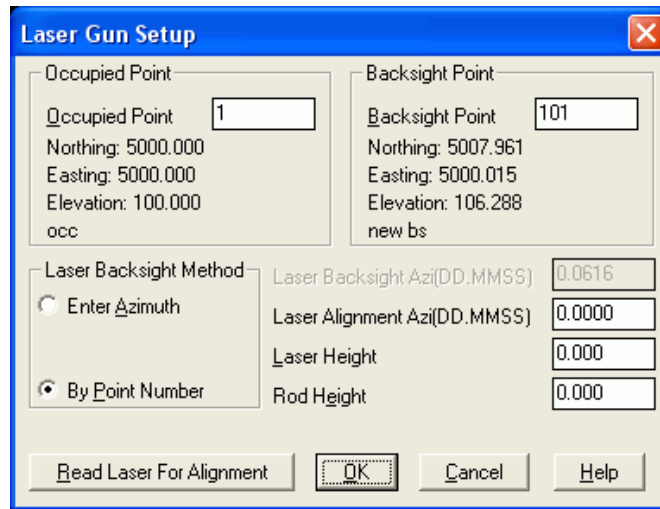 Laser Gun Setup
Occupied Point
Occupied Point 1
Northing: 5000.000
Easting: 5000.000
Elevation: 100.000
occ
Backsight Point
Backsight Point 101
Northing: 5007.961
Easting: 5000.015
Elevation: 106.288
new bs
Laser Backsight Method
Enter Azimuth
By Point Number
Laser Backsight Azi(DD.MMSS) 0.0616
Laser Alignment Azi(DD.MMSS) 0.0000
Laser Height 0.000
Rod Height 0.000
Read Laser For Alignment OK Cancel Help